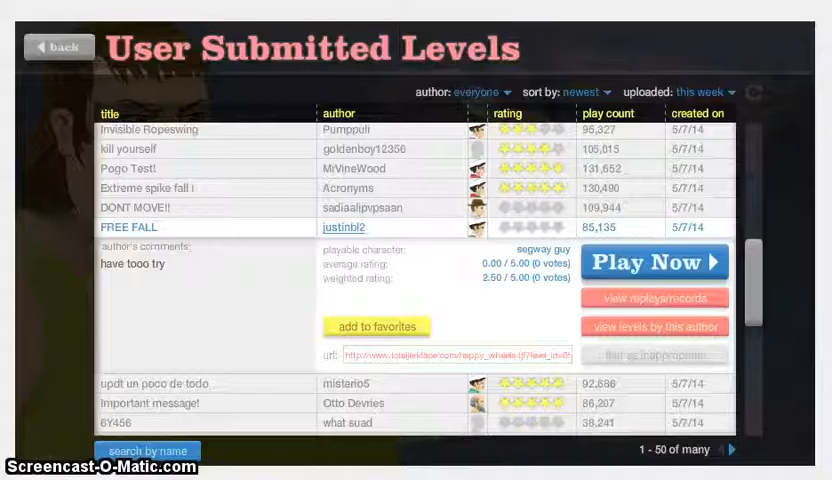 back User Submitted Levels
author: everyone sort by: newest uploaded: this week
title author rating play count created on
Invisible Ropeswing Pumppuli 95,327 5/7/14
kill yourself goldenboy12356 105,015 5/7/14
Pogo Test! MiVineWood 131,652 5/7/14
Extreme spike fall ! Acronyms 130,490 5/7/14
DONT MOVE!! sadiaalipvpsaan 109,944 5/7/14
FREE FALL justinbl2 85,135 5/7/14
author's comments:
have tooo try
playable character: segway guy
average rating: 0.00 / 5.00 (0 votes)
weighted rating: 2.50 / 5.00 (0 votes)
Play Now
view replays/records
add to favorites
view levels by this author
url:
flag as inappropriate
updt un poco de todo misterio5 92,886 5/7/14
Important message! Otto Devries 86,207 5/7/14
6Y456 what suad 38,241 5/7/14
search by name 1 - 50 of many
Screencast-O-Matic.com